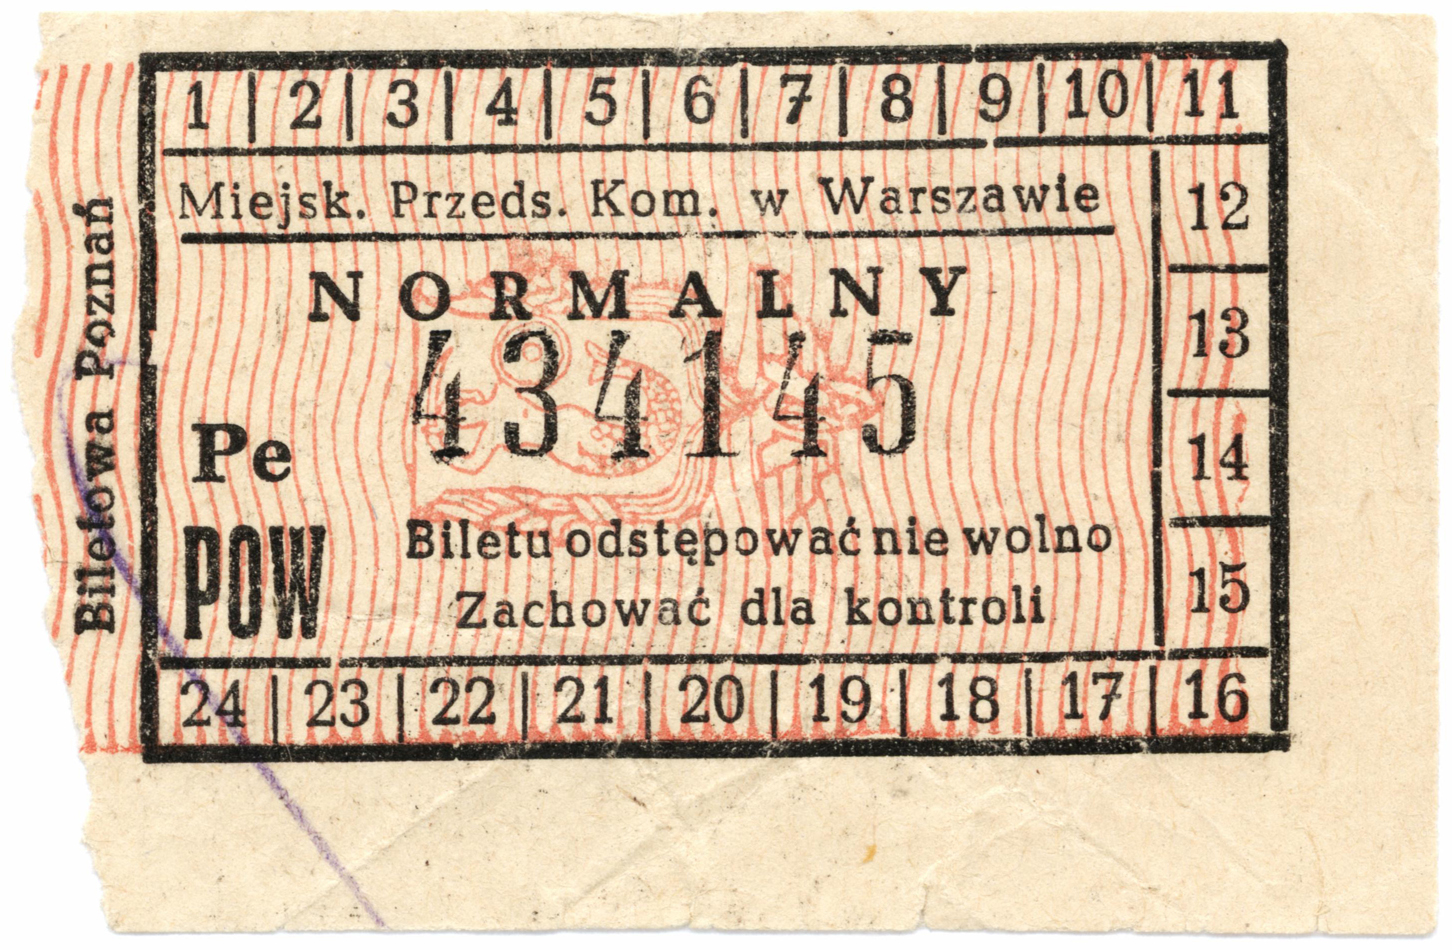 1 2 3 4 5 6 7 8 9 10 11
Miejsk. Przeds. Kom. w Warszawie
12
NORMALNY
434145
13
Pe
14
POW
Biletu odstępować nie wolno
Zachować dla kontroli
15
24 23 22 21 20 19 18 17 16
Biletowa Poznań